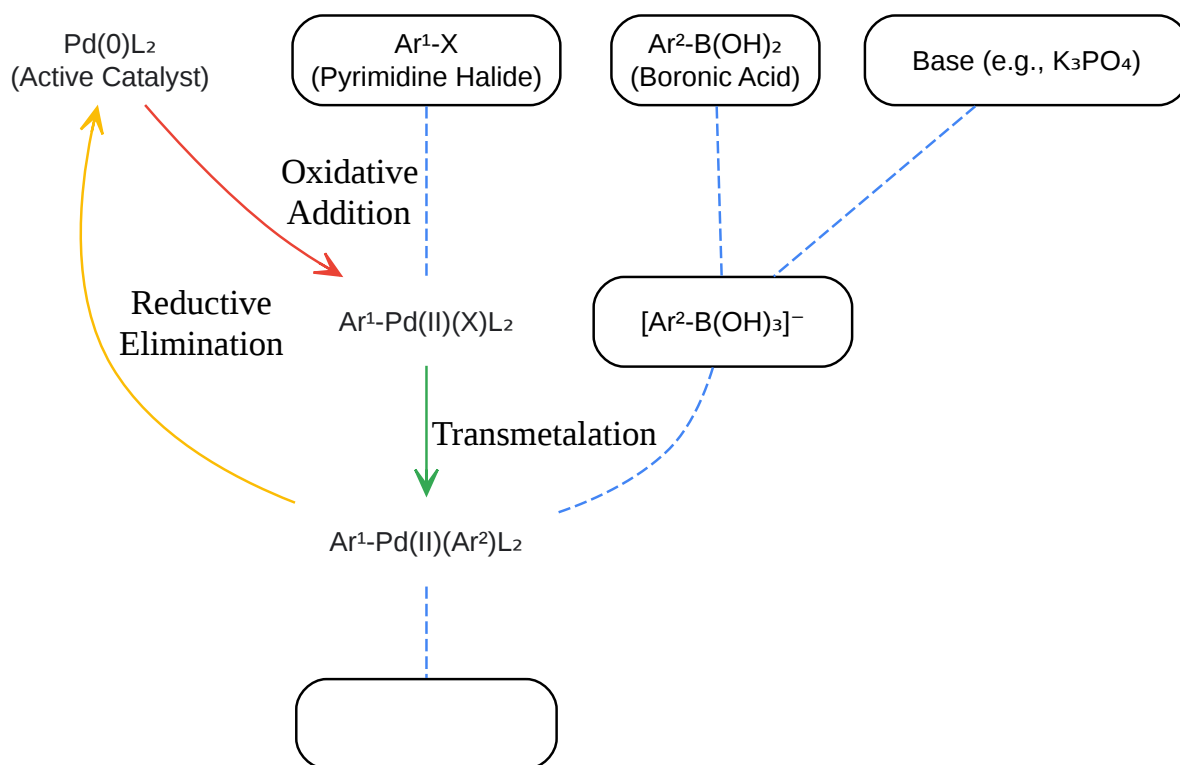 Pd(0)L₂
(Active Catalyst)
Ar¹-X
(Pyrimidine Halide)
Ar²-B(OH)₂
(Boronic Acid)
Base (e.g., K₃PO₄)
Oxidative
Addition
Reductive
Elimination
Ar¹-Pd(II)(X)L₂
[Ar²-B(OH)₃]⁻
Transmetalation
Ar¹-Pd(II)(Ar²)L₂